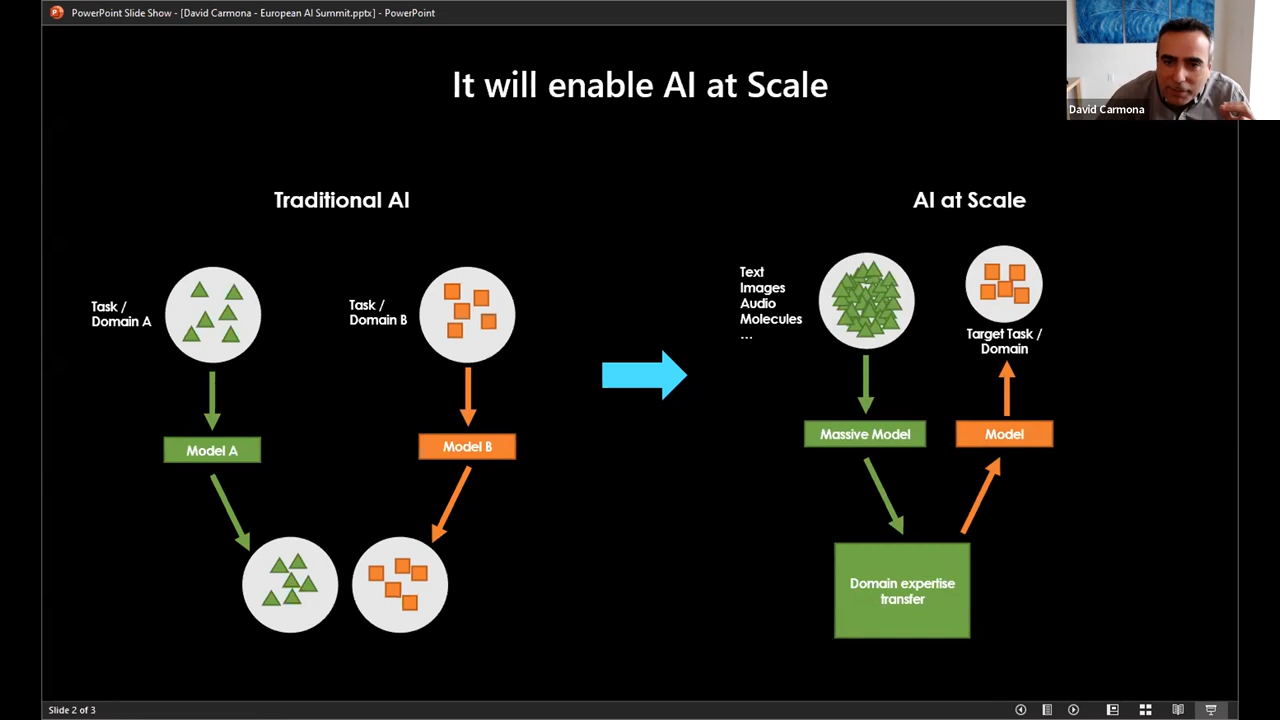 PowerPoint Slide Show - [David Carmona - European AI Summit.pptx] - PowerPoint
David Carmona
It will enable AI at Scale
Traditional AI
Task /
Domain A
Task /
Domain B
Model A
Model B
AI at Scale
Text
Images
Audio
Molecules
...
Target Task /
Domain
Massive Model
Model
Domain expertise
transfer
Slide 2 of 3